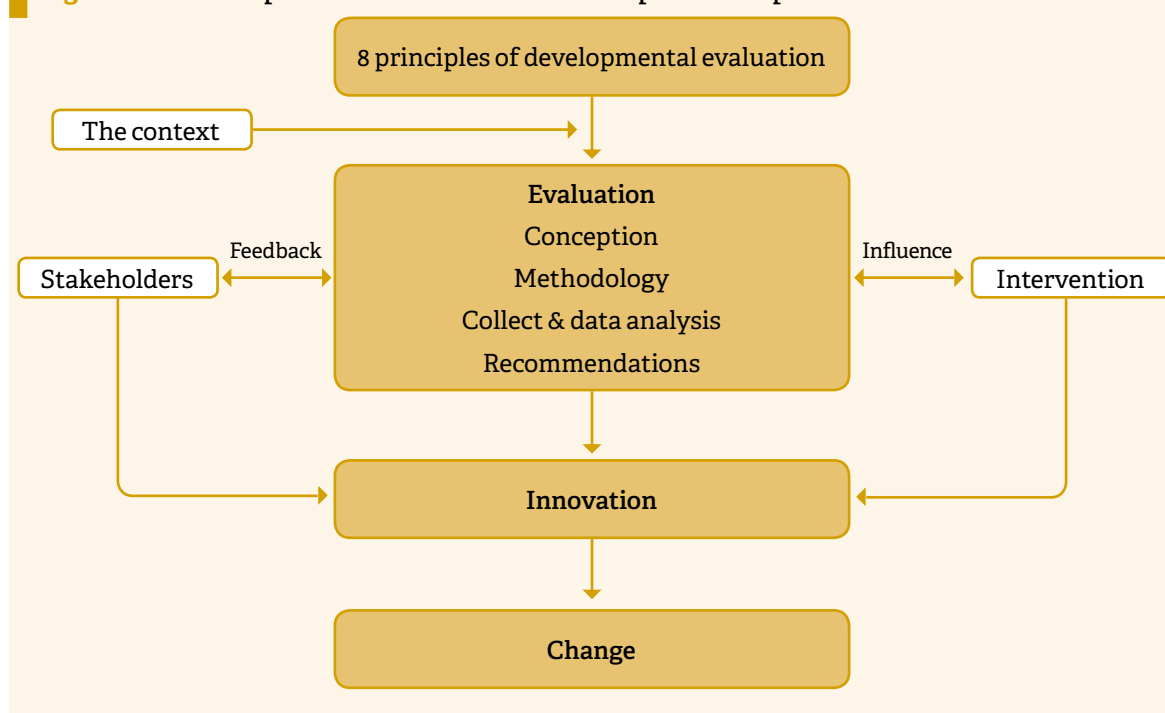 8 principles of developmental evaluation
The context
Evaluation
Conception
Methodology
Collect & data analysis
Recommendations
Feedback
Stakeholders
Influence
Intervention
Innovation
Change